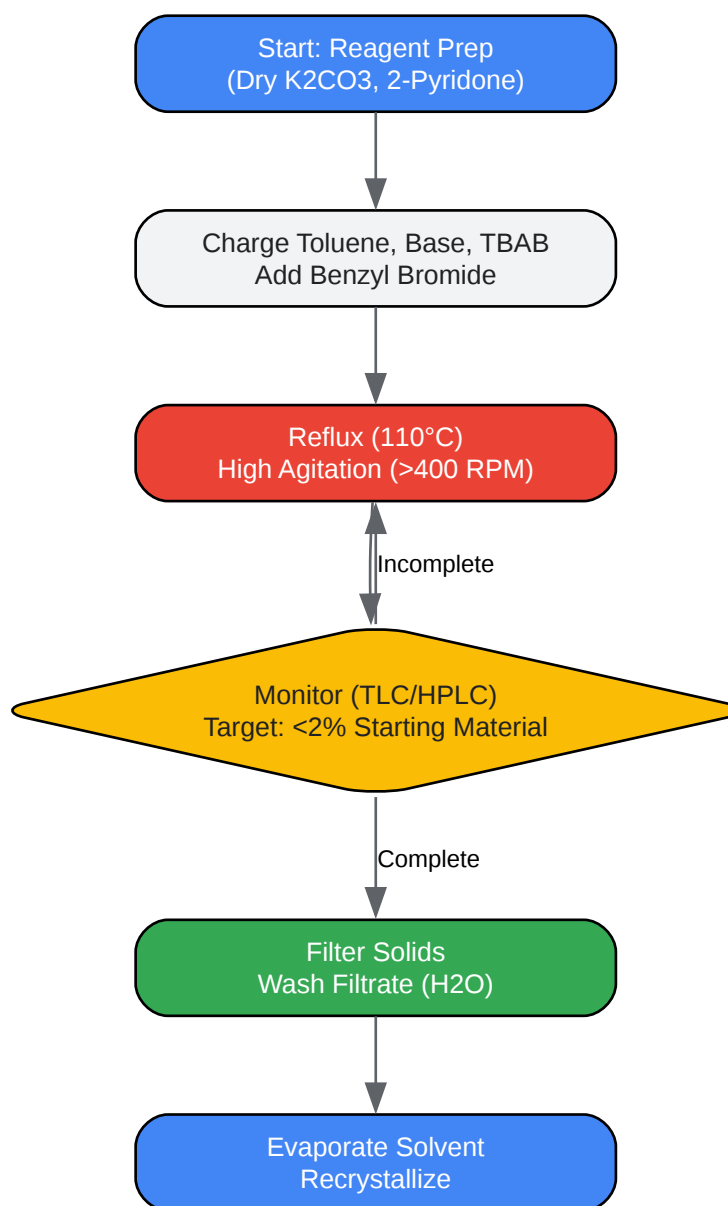 Start: Reagent Prep
(Dry K2CO3, 2-Pyridone)
Charge Toluene, Base, TBAB
Add Benzyl Bromide
Reflux (110°C)
High Agitation (>400 RPM)
Incomplete
Monitor (TLC/HPLC)
Target: <2% Starting Material
Complete
Filter Solids
Wash Filtrate (H2O)
Evaporate Solvent
Recrystallize